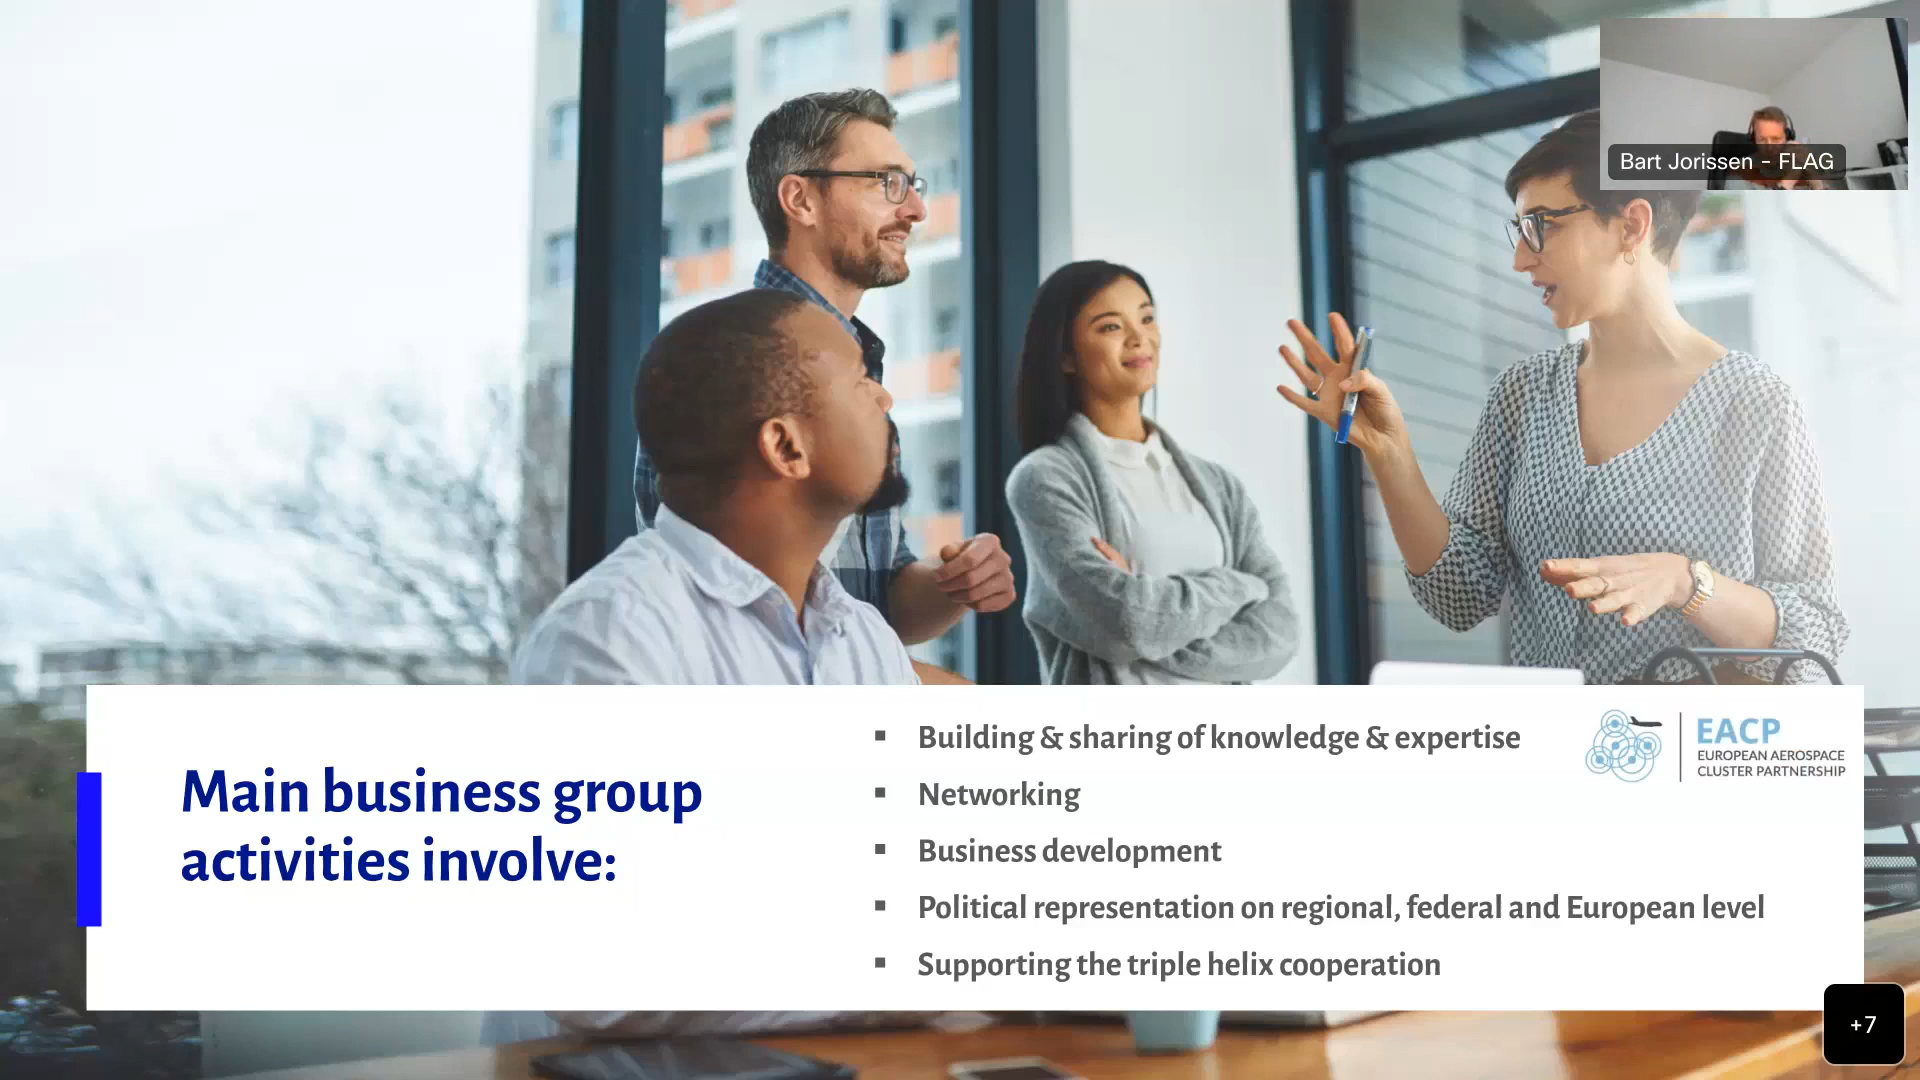 Bart Jorissen - FLAG
Main business group
activities involve:
▪ Building & sharing of knowledge & expertise
▪ Networking
▪ Business development
▪ Political representation on regional, federal and European level
▪ Supporting the triple helix cooperation
EACP
EUROPEAN AEROSPACE
CLUSTER PARTNERSHIP
+7